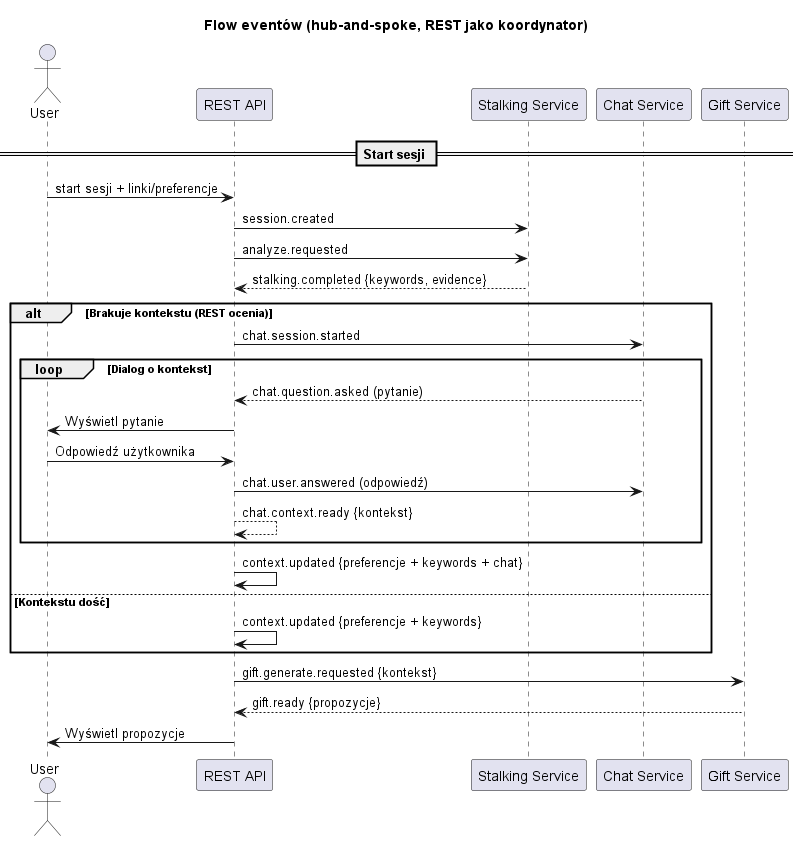 Flow eventów (hub-and-spoke, REST jako koordynator)
User
REST API
Stalking Service
Chat Service
Gift Service
Start sesji
start sesji + linki/preferencje
session.created
analyze.requested
stalking.completed {keywords, evidence}
alt
[Brakuje kontekstu (REST ocenia)]
chat.session.started
loop
[Dialog o kontekst]
chat.question.asked (pytanie)
Wyświetl pytanie
Odpowiedź użytkownika
chat.user.answered (odpowiedź)
chat.context.ready {kontekst}
context.updated {preferencje + keywords + chat}
[Kontekstu dość]
context.updated {preferencje + keywords}
gift.generate.requested {kontekst}
gift.ready {propozycje}
Wyświetl propozycje
User
REST API
Stalking Service
Chat Service
Gift Service